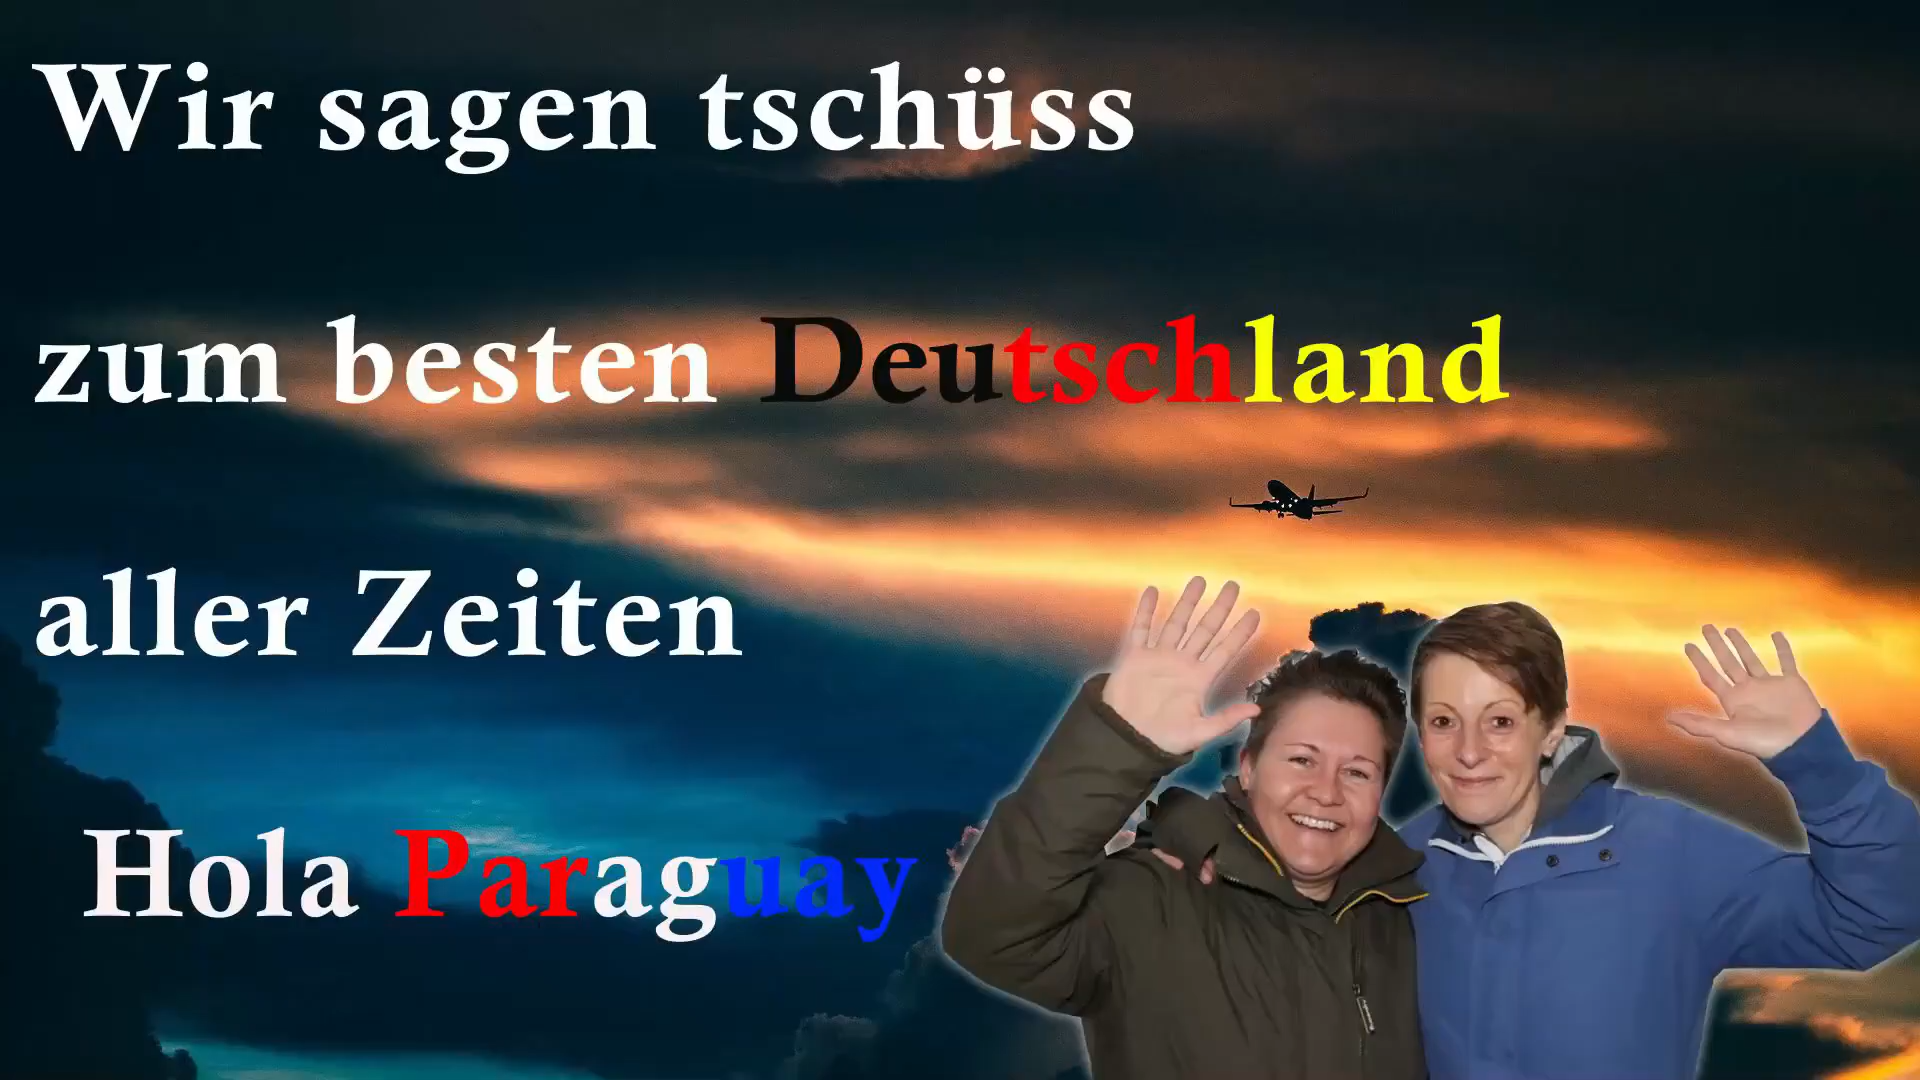 Wir sagen tschüss
zum besten Deutschland
aller Zeiten
Hola Paraguay